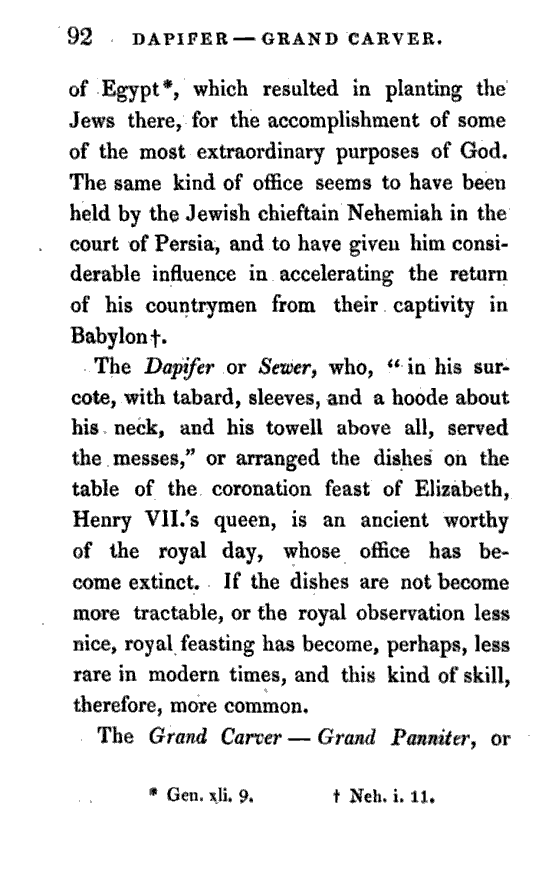 92 DAPIFER — GRAND CARVER.
of Egypt*, which resulted in planting the
Jews there, for the accomplishment of some
of the most extraordinary purposes of God.
The same kind of office seems to have been
held by the Jewish chieftain Nehemiah in the
court of Persia, and to have given him consi-
derable influence in accelerating the return
of his countrymen from their captivity in
Babylon†.
The Dapifer or Sewer, who, “in his sur-
cote, with tabard, sleeves, and a hoode about
his neck, and his towell above all, served
the messes,” or arranged the dishes on the
table of the coronation feast of Elizabeth,
Henry VII.'s queen, is an ancient worthy
of the royal day, whose office has be-
come extinct. If the dishes are not become
more tractable, or the royal observation less
nice, royal feasting has become, perhaps, less
rare in modern times, and this kind of skill,
therefore, more common.
The Grand Carver — Grand Panniter, or
* Gen. xli. 9. † Neh. i. 11.